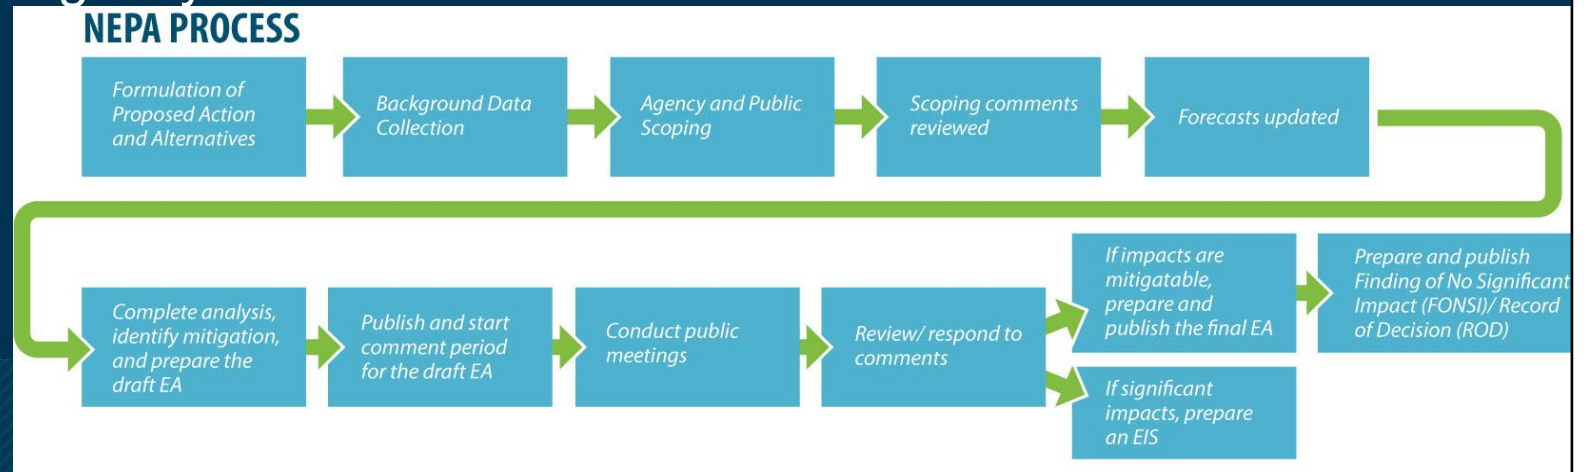 NEPA PROCESS
Formulation of
Proposed Action
and Alternatives
Background Data
Collection
Agency and Public
Scoping
Scoping comments
reviewed
Forecasts updated
Complete analysis,
identify mitigation,
and prepare the
draft EA
Publish and start
comment period
for the draft EA
Conduct public
meetings
Review/ respond to
comments
If impacts are
mitigatable,
prepare and
publish the final EA
Prepare and publish
Finding of No Significant
Impact (FONSI)/ Record
of Decision (ROD)
If significant
impacts, prepare
an EIS